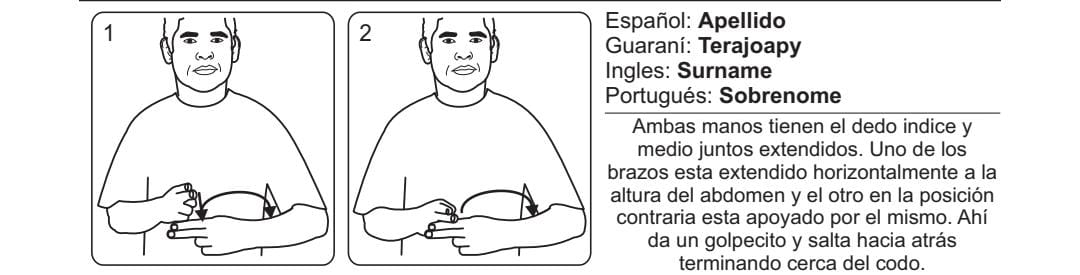 1
2
Español: Apellido
Guaraní: Terajoapy
Ingles: Surname
Portugués: Sobrenome
Ambas manos tienen el dedo indice y
medio juntos extendidos. Uno de los
brazos esta extendido horizontalmente a la
altura del abdomen y el otro en la posición
contraria esta apoyado por el mismo. Ahí
da un golpecito y salta hacia atrás
terminando cerca del codo.